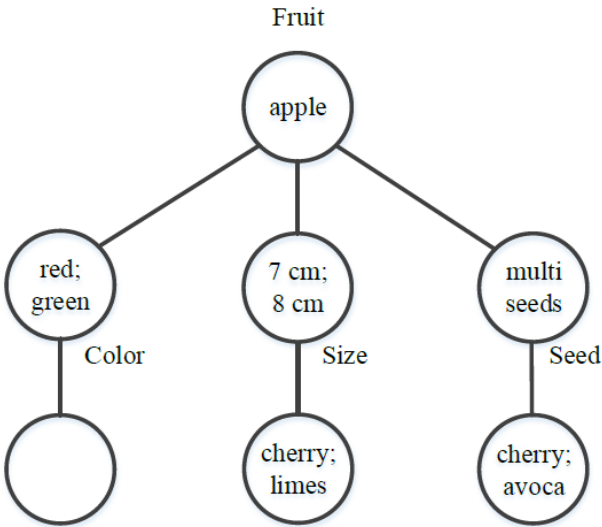 Fruit
apple
red;
green
7 cm;
8 cm
multi
seeds
Color
Size
Seed
cherry;
limes
cherry;
avoca